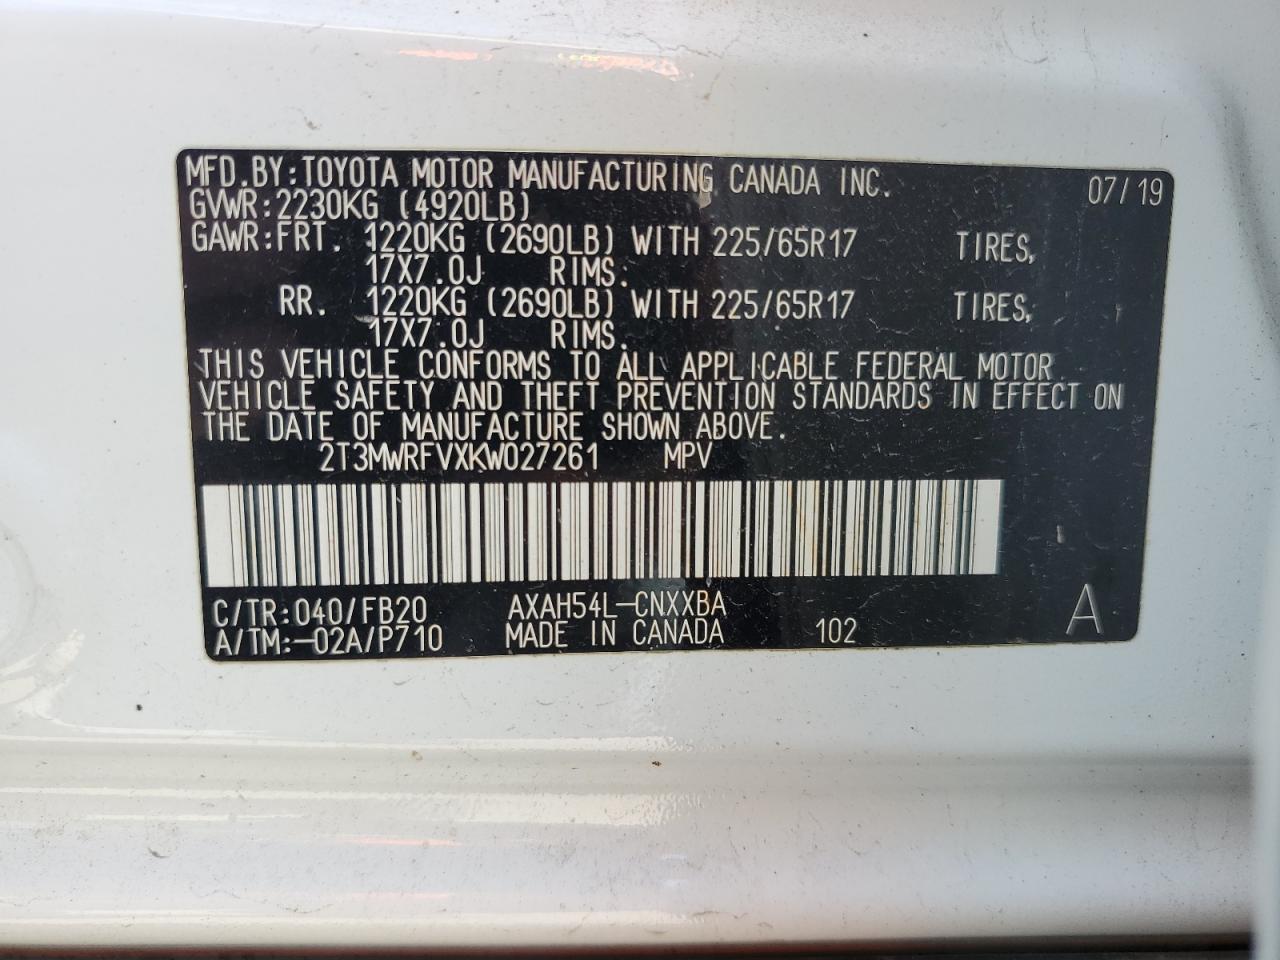 MFD.BY:TOYOTA MOTOR MANUFACTURING CANADA INC. 07/19
GVWR:2230KG (4920LB)
GAWR:FRT. 1220KG (2690LB) WITH 225/65R17 TIRES,
17X7.0J RIMS.
RR. 1220KG (2690LB) WITH 225/65R17 TIRES,
17X7.0J RIMS.
THIS VEHICLE CONFORMS TO ALL APPLICABLE FEDERAL MOTOR
VEHICLE SAFETY AND THEFT PREVENTION STANDARDS IN EFFECT ON
THE DATE OF MANUFACTURE SHOWN ABOVE.
2T3MWRFVXKW027261 MPV
C/TR:040/FB20 AXAH54L-CNXXBA
A/TM:-02A/P710 MADE IN CANADA 102 A